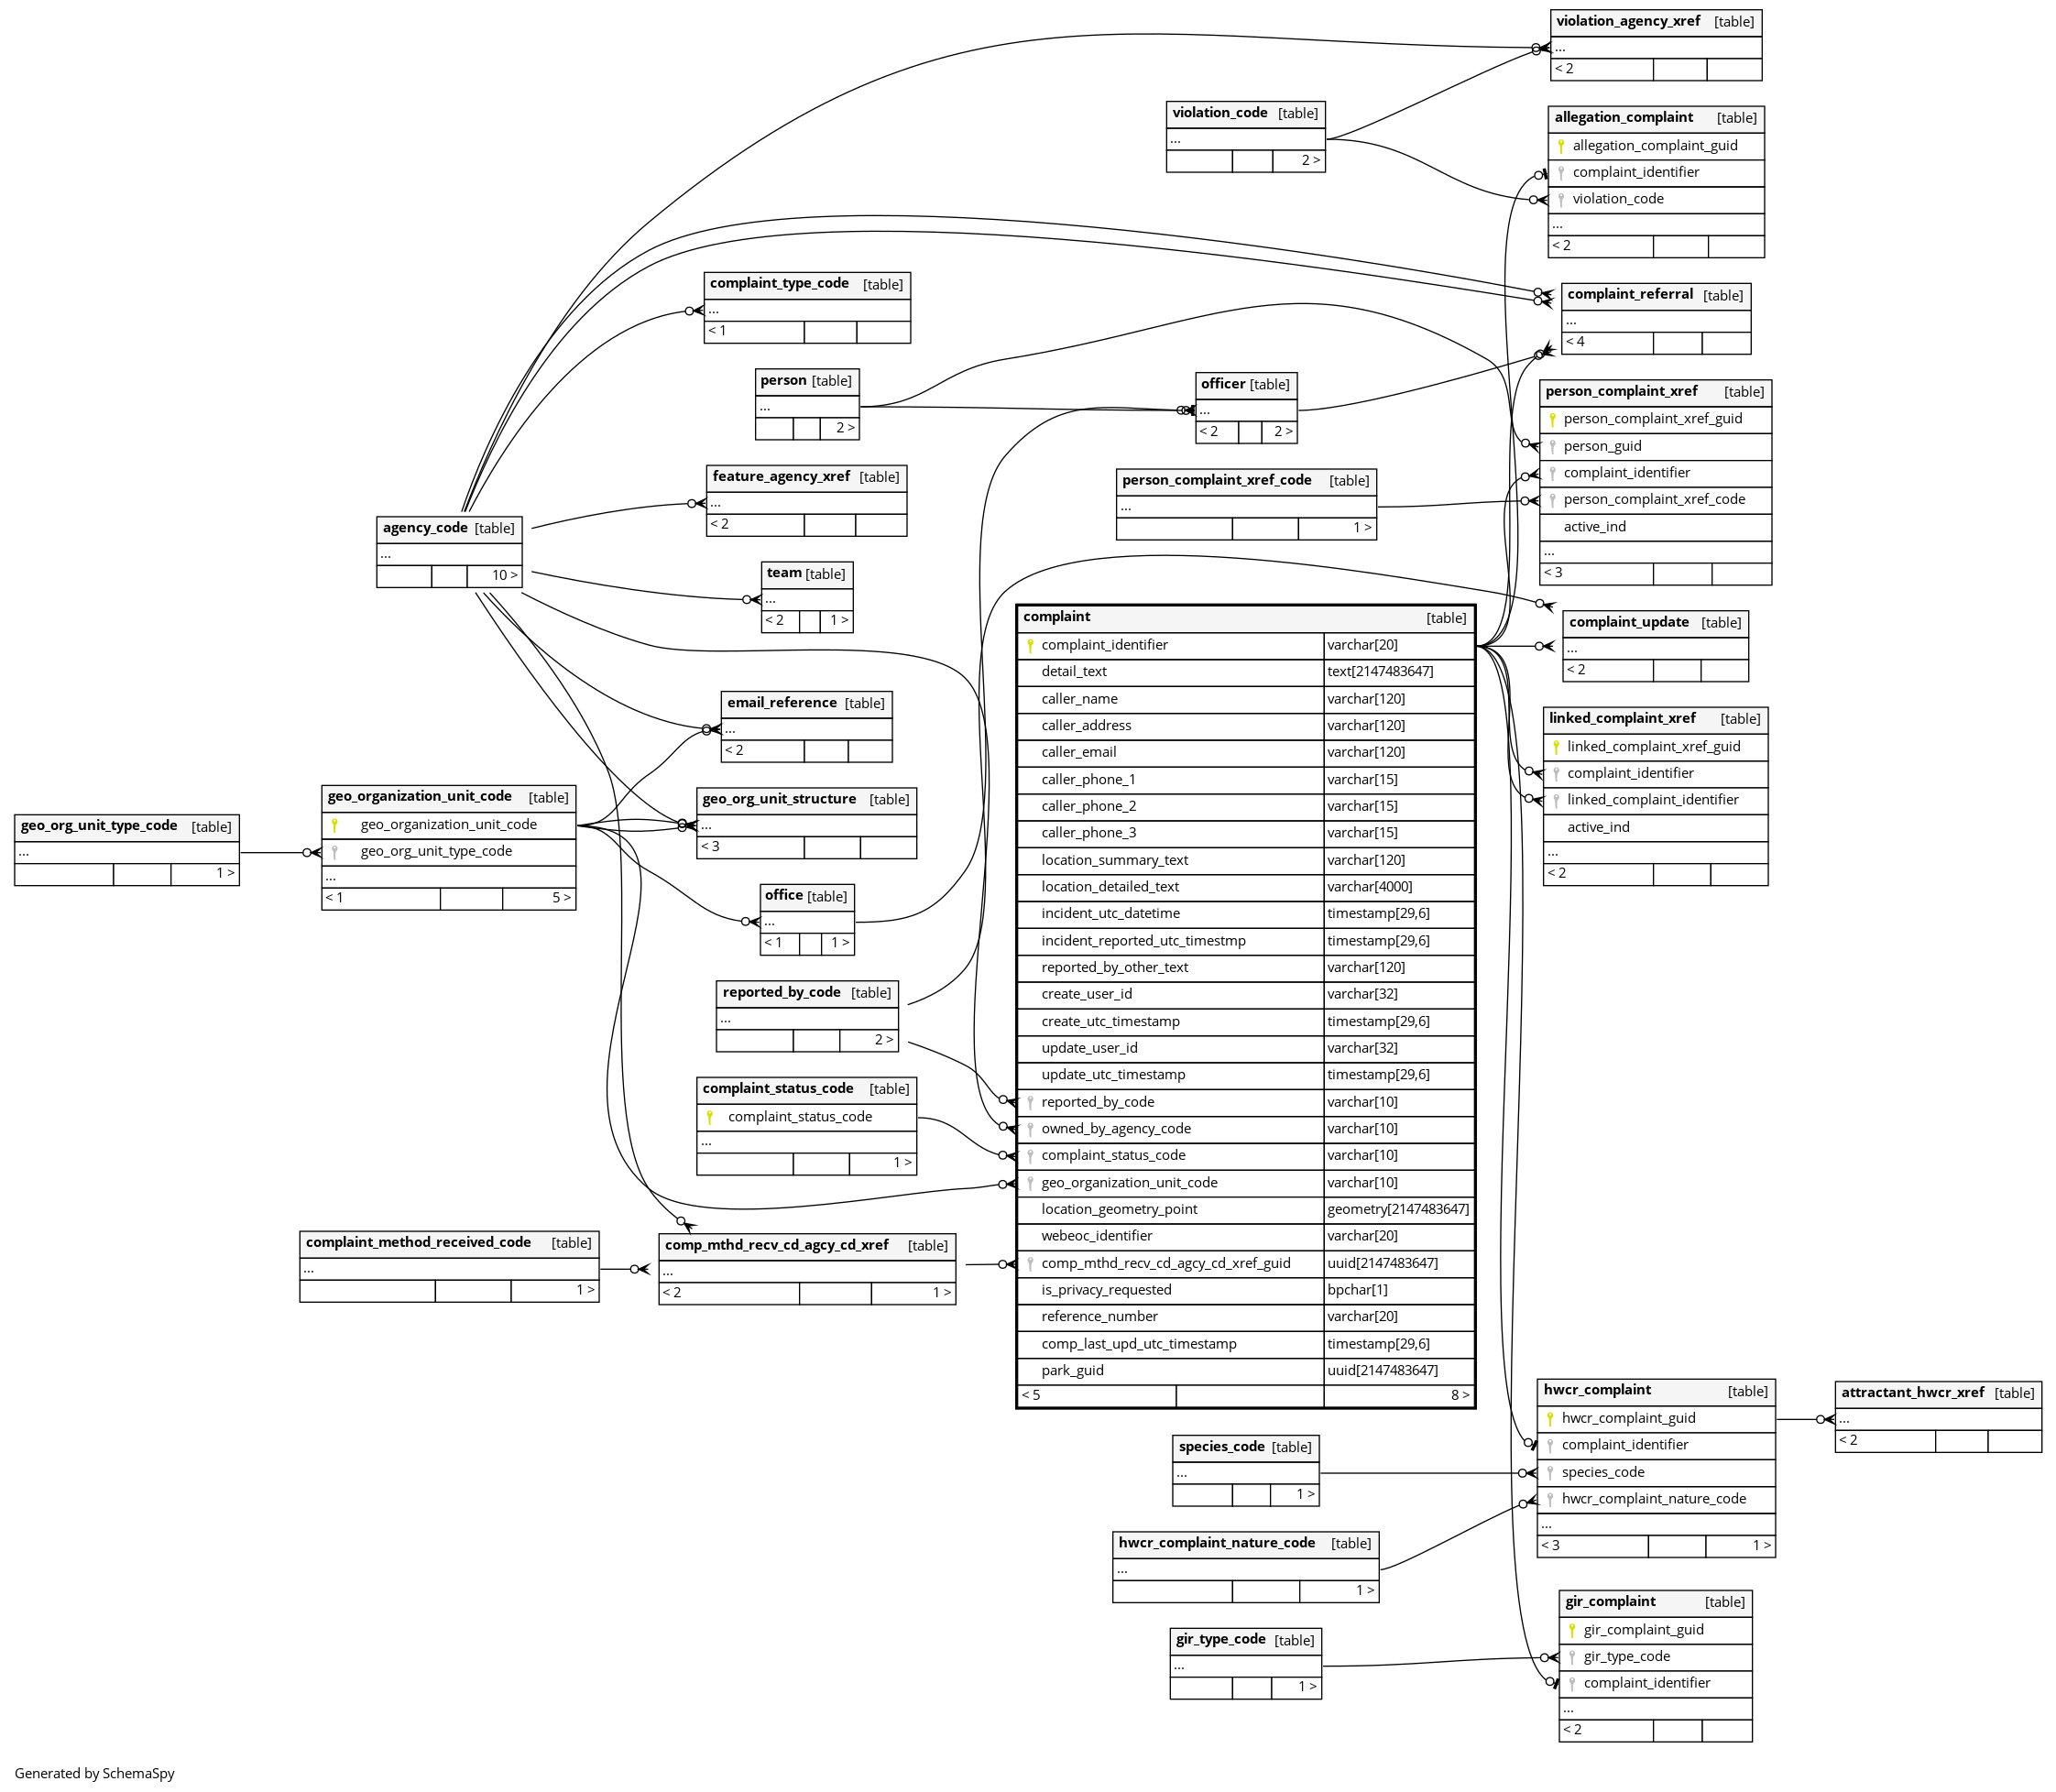 violation_agency_xref [table]
...
< 2
violation_code [table]
...
2 >
allegation_complaint [table]
allegation_complaint_guid
complaint_identifier
violation_code
...
< 2
complaint_type_code [table]
...
< 1
complaint_referral [table]
...
< 4
person [table]
...
2 >
officer [table]
...
< 2 2 >
person_complaint_xref [table]
person_complaint_xref_guid
person_guid
complaint_identifier
person_complaint_xref_code
active_ind
...
< 3
feature_agency_xref [table]
...
< 2
person_complaint_xref_code [table]
...
1 >
agency_code [table]
...
10 >
team [table]
...
< 2 1 >
complaint [table]
complaint_identifier varchar[20]
detail_text text[2147483647]
caller_name varchar[120]
caller_address varchar[120]
caller_email varchar[120]
caller_phone_1 varchar[15]
caller_phone_2 varchar[15]
caller_phone_3 varchar[15]
location_summary_text varchar[120]
location_detailed_text varchar[4000]
incident_utc_datetime timestamp[29,6]
incident_reported_utc_timestmp timestamp[29,6]
reported_by_other_text varchar[120]
create_user_id varchar[32]
create_utc_timestamp timestamp[29,6]
update_user_id varchar[32]
update_utc_timestamp timestamp[29,6]
reported_by_code varchar[10]
owned_by_agency_code varchar[10]
complaint_status_code varchar[10]
geo_organization_unit_code varchar[10]
location_geometry_point geometry[2147483647]
webeoc_identifier varchar[20]
comp_mthd_recv_cd_agcy_cd_xref_guid uuid[2147483647]
is_privacy_requested bpchar[1]
reference_number varchar[20]
comp_last_upd_utc_timestamp timestamp[29,6]
park_guid uuid[2147483647]
< 5 8 >
complaint_update [table]
...
< 2
email_reference [table]
...
< 2
linked_complaint_xref [table]
linked_complaint_xref_guid
complaint_identifier
linked_complaint_identifier
active_ind
...
< 2
geo_org_unit_type_code [table]
...
1 >
geo_organization_unit_code [table]
geo_organization_unit_code
geo_org_unit_type_code
...
< 1 5 >
geo_org_unit_structure [table]
...
< 3
office [table]
...
< 1 1 >
reported_by_code [table]
...
2 >
complaint_status_code [table]
complaint_status_code
...
1 >
complaint_method_received_code [table]
...
1 >
comp_mthd_recv_cd_agcy_cd_xref [table]
...
< 2 1 >
hwcr_complaint [table]
hwcr_complaint_guid
complaint_identifier
species_code
hwcr_complaint_nature_code
...
< 3 1 >
attractant_hwcr_xref [table]
...
< 2
species_code [table]
...
1 >
hwcr_complaint_nature_code [table]
...
1 >
gir_complaint [table]
gir_complaint_guid
gir_type_code
complaint_identifier
...
< 2
gir_type_code [table]
...
1 >
Generated by SchemaSpy